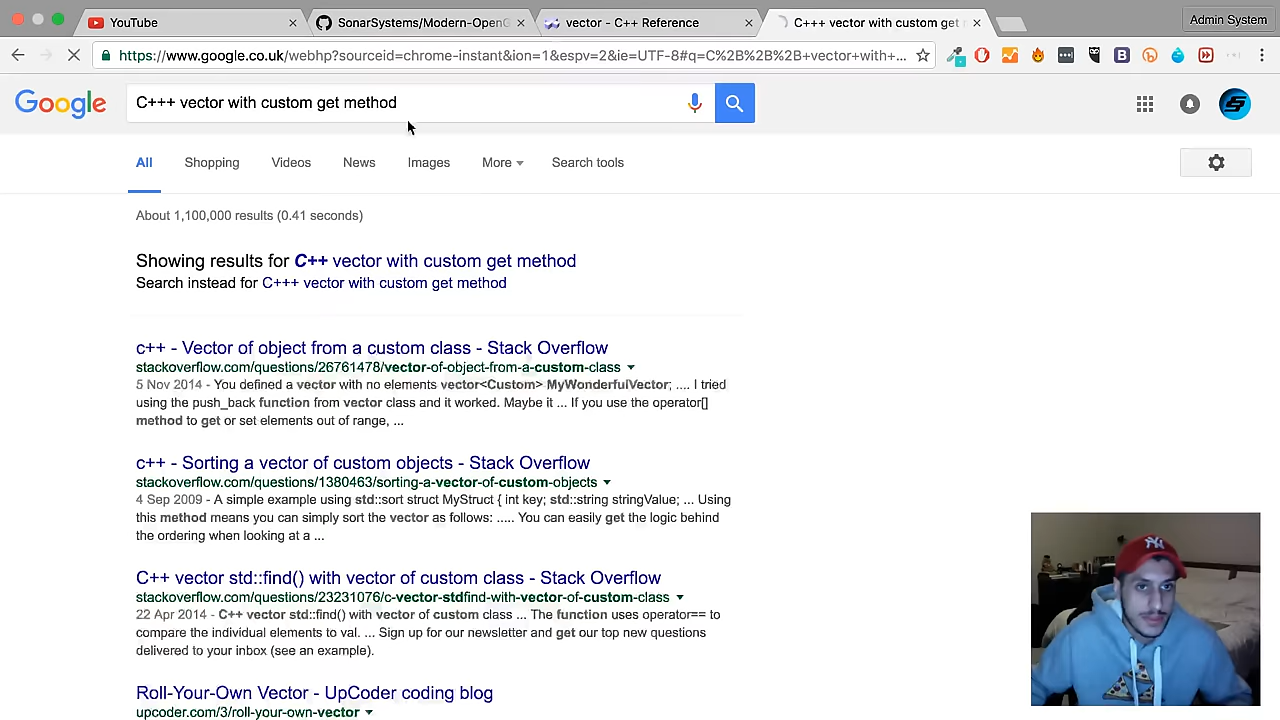 YouTube
SonarSystems/Modern-OpenG
vector - C++ Reference
C+++ vector with custom get
Admin System
https://www.google.co.uk/webhp?sourceid=chrome-instant&ion=1&espv=2&ie=UTF-8#q=C%2B%2B%2B+vector+with+...
Google
C+++ vector with custom get method
All
Shopping
Videos
News
Images
More
Search tools
About 1,100,000 results (0.41 seconds)
Showing results for C++ vector with custom get method
Search instead for C+++ vector with custom get method
c++ - Vector of object from a custom class - Stack Overflow
stackoverflow.com/questions/26761478/vector-of-object-from-a-custom-class
5 Nov 2014 - You defined a vector with no elements vector<Custom> MyWonderfulVector; .... I tried
using the push_back function from vector class and it worked. Maybe it ... If you use the operator[]
method to get or set elements out of range, ...
c++ - Sorting a vector of custom objects - Stack Overflow
stackoverflow.com/questions/1380463/sorting-a-vector-of-custom-objects
4 Sep 2009 - A simple example using std::sort struct MyStruct { int key; std::string stringValue; ... Using
this method means you can simply sort the vector as follows: ..... You can easily get the logic behind
the ordering when looking at a ...
C++ vector std::find() with vector of custom class - Stack Overflow
stackoverflow.com/questions/23231076/c-vector-stdfind-with-vector-of-custom-class
22 Apr 2014 - C++ vector std::find() with vector of custom class ... The function uses operator== to
compare the individual elements to val. ... Sign up for our newsletter and get our top new questions
delivered to your inbox (see an example).
Roll-Your-Own Vector - UpCoder coding blog
upcoder.com/3/roll-your-own-vector